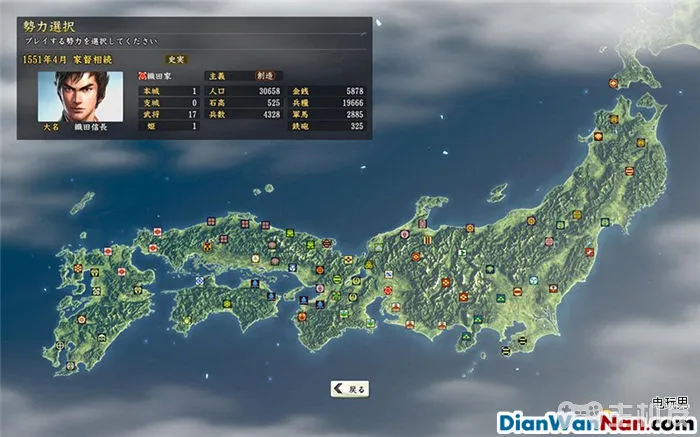 勢力選択
プレイする勢力を選択してください
1551年4月 家督相続 史実
織田家 主義 創造
本城 1 人口 30658 金銭 5878
支城 0 石高 525 兵糧 19666
武将 17 兵数 4328 軍馬 2885
姫 1 鉄砲 325
大名 織田信長
戻る
电玩男
DianWanNan.com